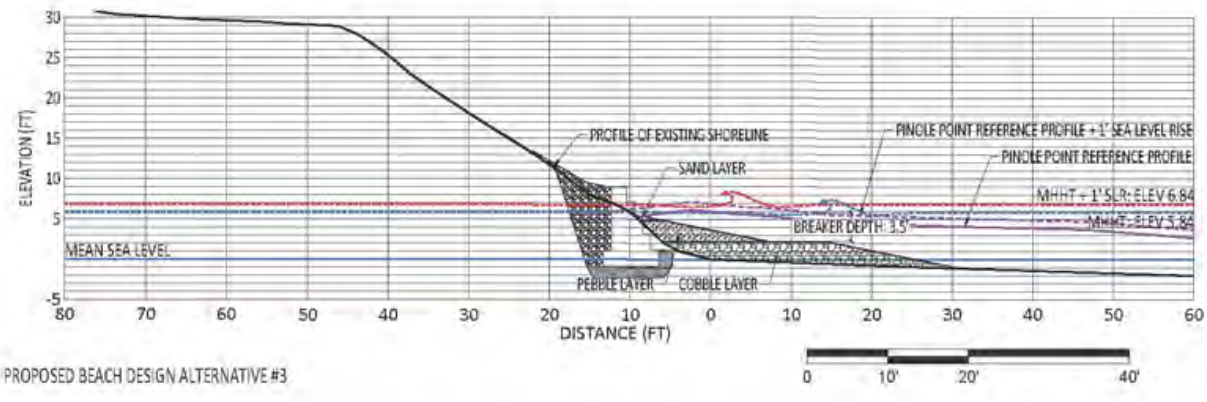 30
25
20
15
10
5
0
-5
ELEVATION (FT)
PROFILE OF EXISTING SHORELINE
SAND LAYER
PINOLE POINT REFERENCE PROFILE + 1' SEA LEVEL RISE
PINOLE POINT REFERENCE PROFILE
MHHT + 1' SLR: ELEV 6.84
MHHT: ELEV 5.84
BREAKER DEPTH: 3.5'
MEAN SEA LEVEL
PEBBLE LAYER
COBBLE LAYER
80 70 60 50 40 30 20 10 0 10 20 30 40 50 60
DISTANCE (FT)
PROPOSED BEACH DESIGN ALTERNATIVE #3
0 10' 20' 40'